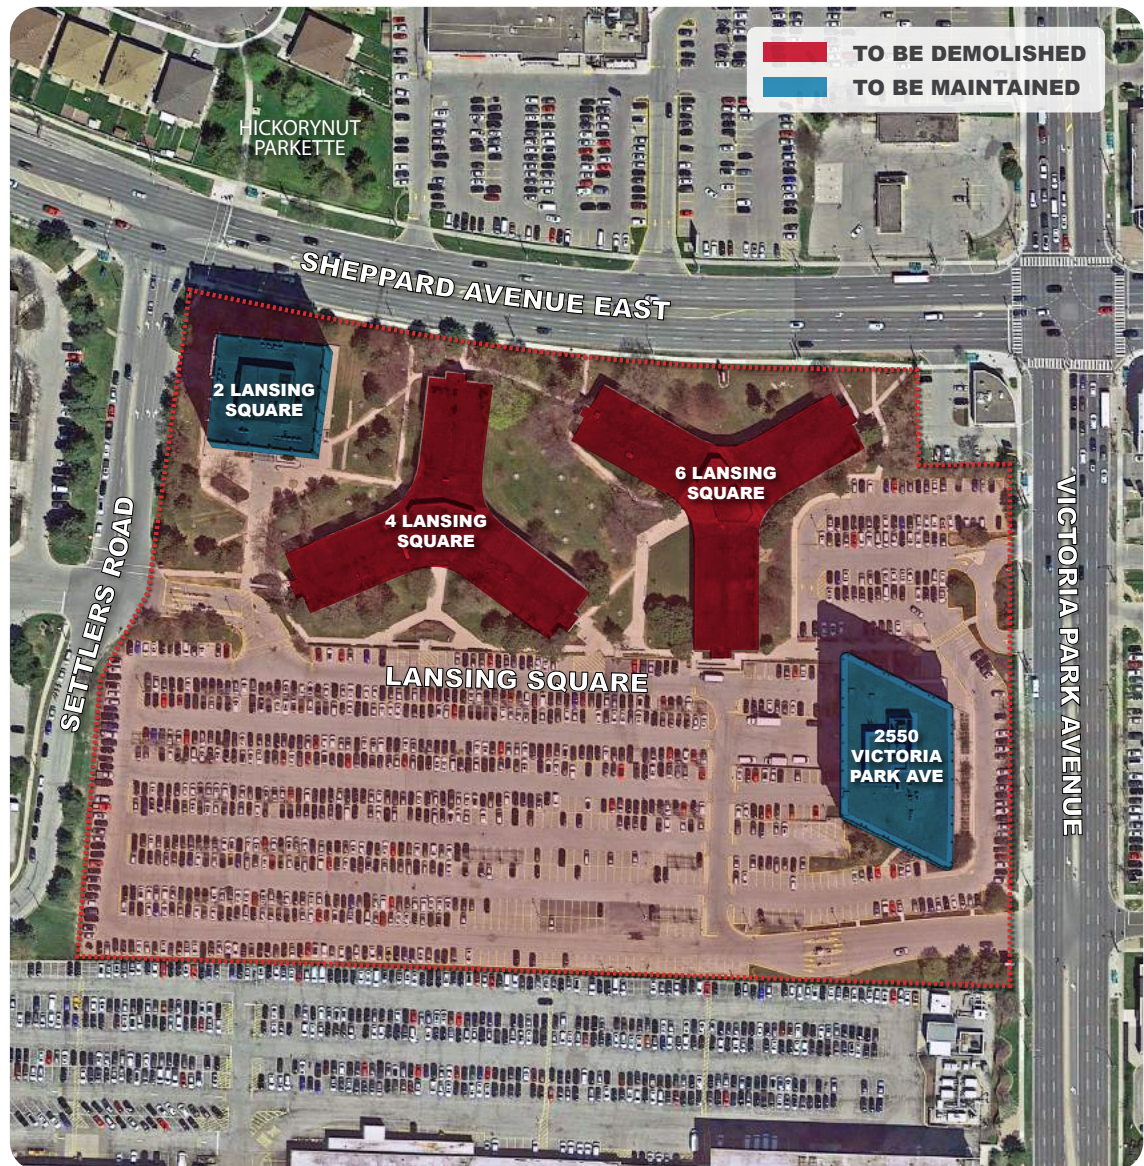 TO BE DEMOLISHED
TO BE MAINTAINED
HICKORYNUT
PARKETTE
SHEPPARD AVENUE EAST
2 LANSING
SQUARE
6 LANSING
SQUARE
4 LANSING
SQUARE
SETTLERS ROAD
VICTORIA PARK AVENUE
LANSING SQUARE
2550
VICTORIA
PARK AVE